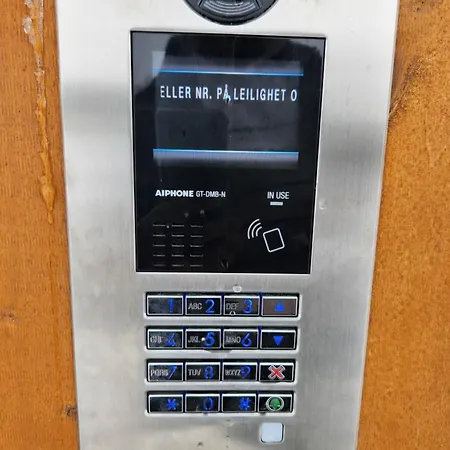 ELLER NR. PÅ LEILIGHET O
AIPHONE GT-DMB-N
IN USE
1 ABC 2 DEF 3
GHI 4 JKL 5 MNO 6
PQRS 7 TUV 8 WXYZ 9
* 0 #